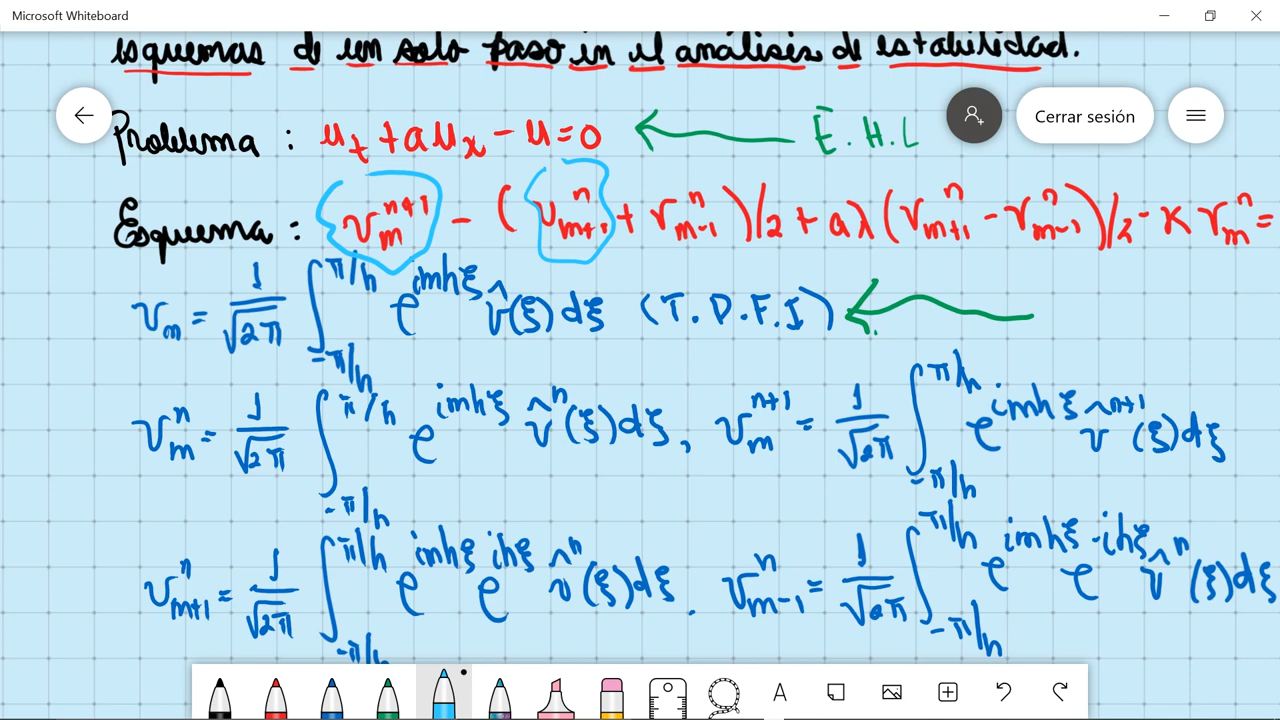 Microsoft Whiteboard
esquemas de un solo paso en el análisis de estabilidad.
Cerrar sesión
Problema : u_t + a u_x - u = 0 ← E. H. L
Esquema : v_m^{n+1} - (v_{m+1}^n + v_{m-1}^n)/2 + aλ(v_{m+1}^n - v_{m-1}^n)/2 - K v_m^n =
v_m = 1/√2π ∫_{-π/h}^{π/h} e^{imhξ} v̂(ξ)dξ (T. D. F. I) ←
v_m^n = 1/√2π ∫_{-π/h}^{π/h} e^{imhξ} v̂^n(ξ)dξ, v_m^{n+1} = 1/√2π ∫_{-π/h}^{π/h} e^{imhξ} v̂^{n+1}(ξ)dξ
v_{m+1}^n = 1/√2π ∫_{-π/h}^{π/h} e^{imhξ} e^{ihξ} v̂^n(ξ)dξ. v_{m-1}^n = 1/√2π ∫_{-π/h}^{π/h} e^{imhξ} e^{-ihξ} v̂^n(ξ)dξ